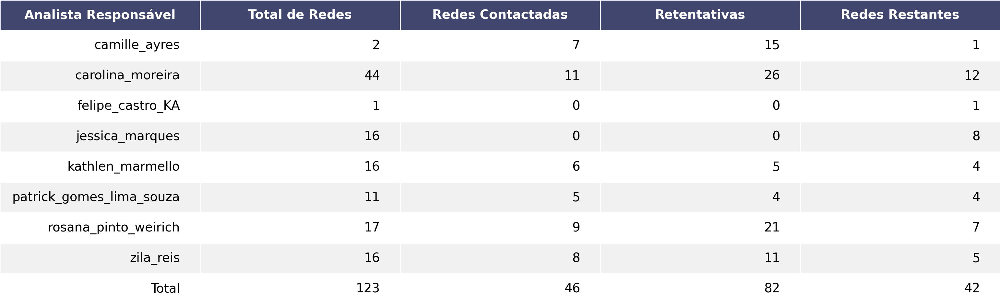 Analista Responsável Total de Redes Redes Contactadas Retentativas Redes Restantes
camille_ayres 2 7 15 1
carolina_moreira 44 11 26 12
felipe_castro_KA 1 0 0 1
jessica_marques 16 0 0 8
kathlen_marmello 16 6 5 4
patrick_gomes_lima_souza 11 5 4 4
rosana_pinto_weirich 17 9 21 7
zila_reis 16 8 11 5
Total 123 46 82 42